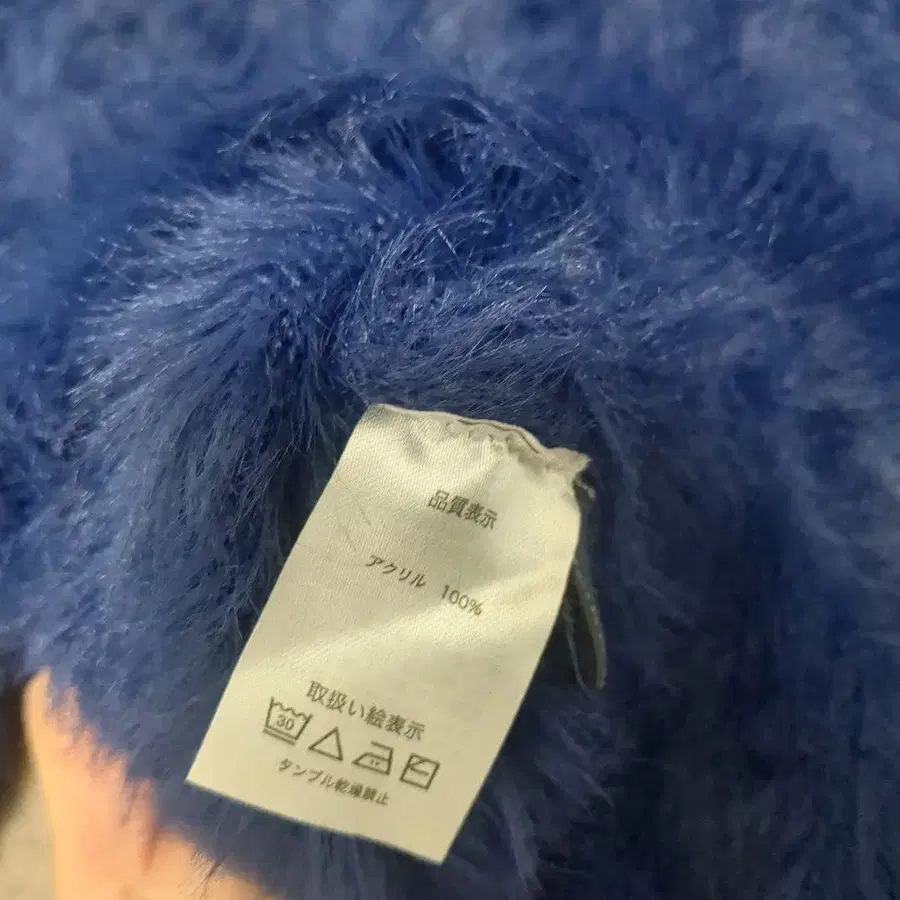 品質表示
アクリル 100%
取扱い絵表示
30
タンブル乾燥禁止